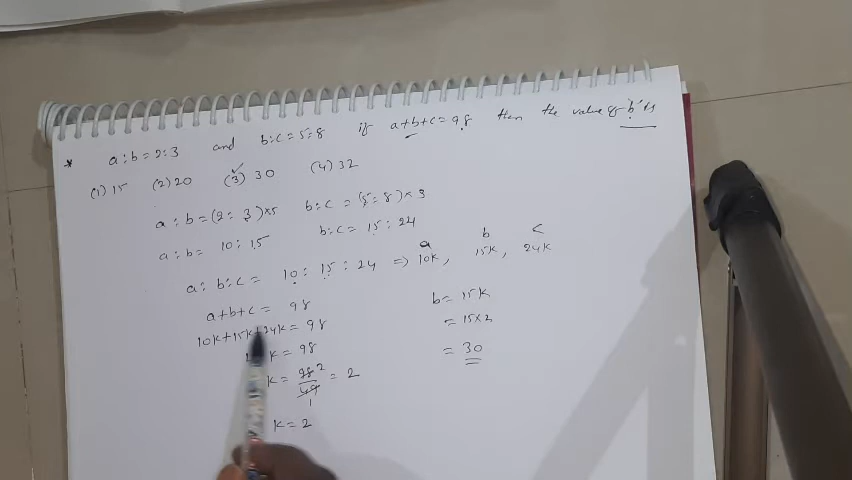 * a:b=2:3 and b:c=5:8 if a+b+c=98 then the value of 'b' is
(1) 15 (2) 20 (3) 30 (4) 32
a:b=(2:3)×5 b:c=(5:8)×3
a:b= 10:15 b:c= 15:24
a b c
a:b:c= 10:15:24 => 10K, 15K, 24K
a+b+c= 98
10K+15K+24K= 98
K = 98
K = 98 2 / 49 1 = 2
K = 2
b= 15K
= 15×2
= 30